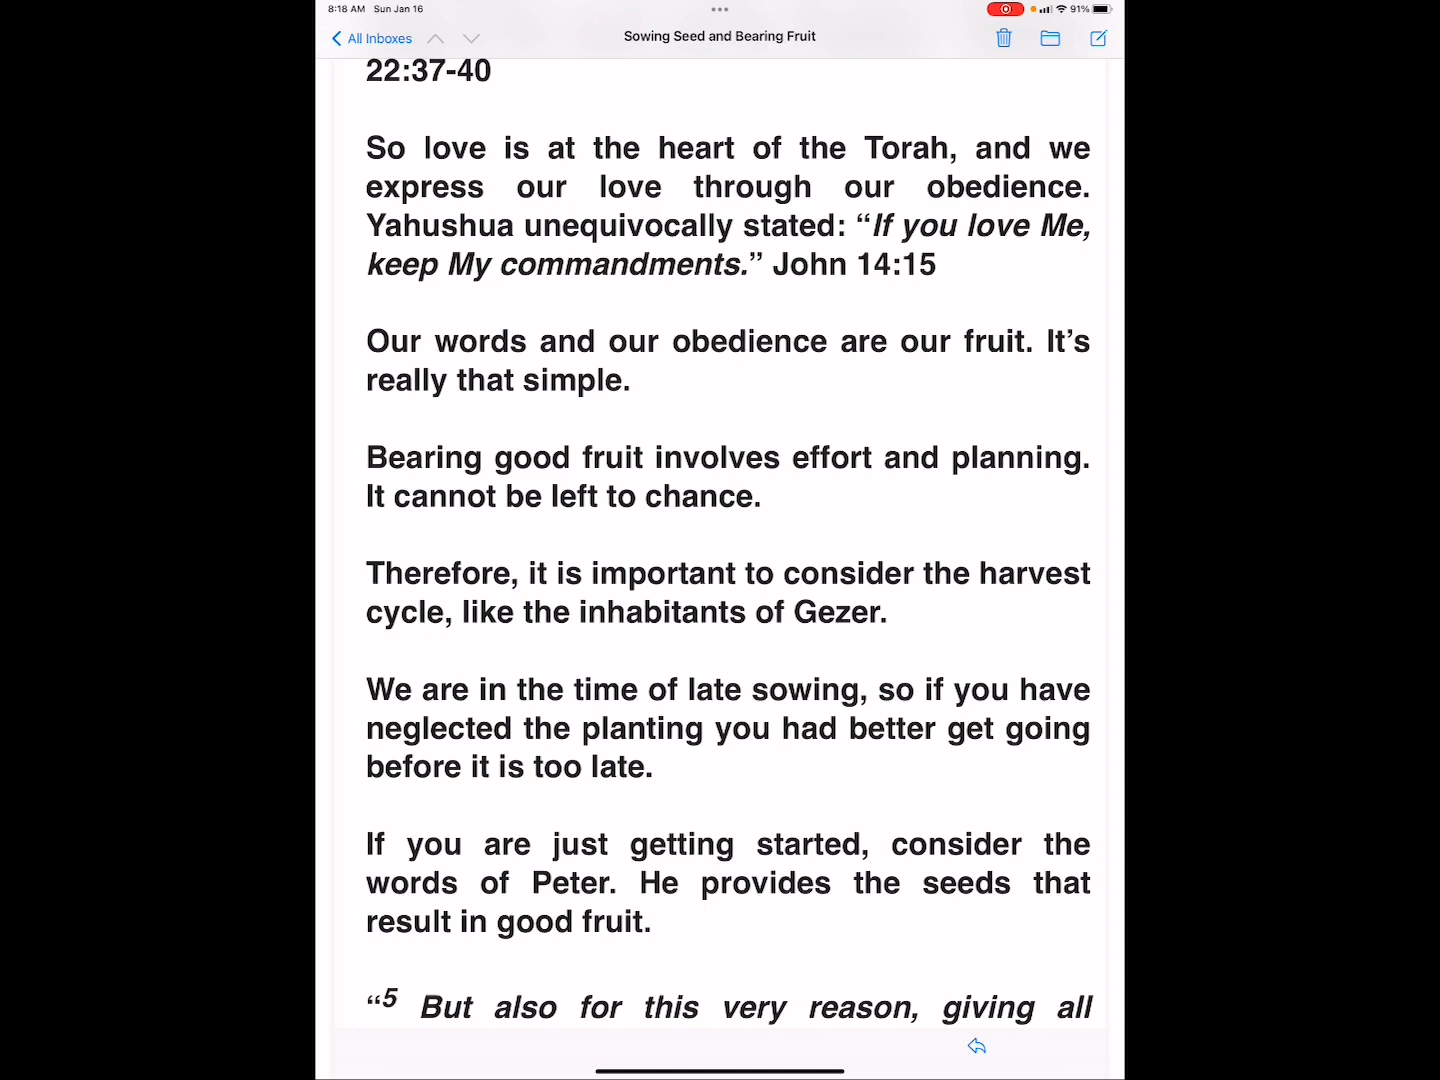 8:18 AM Sun Jan 16
91%
All Inboxes
Sowing Seed and Bearing Fruit
22:37-40
So love is at the heart of the Torah, and we
express our love through our obedience.
Yahushua unequivocally stated: “If you love Me,
keep My commandments.” John 14:15
Our words and our obedience are our fruit. It’s
really that simple.
Bearing good fruit involves effort and planning.
It cannot be left to chance.
Therefore, it is important to consider the harvest
cycle, like the inhabitants of Gezer.
We are in the time of late sowing, so if you have
neglected the planting you had better get going
before it is too late.
If you are just getting started, consider the
words of Peter. He provides the seeds that
result in good fruit.
“5 But also for this very reason, giving all